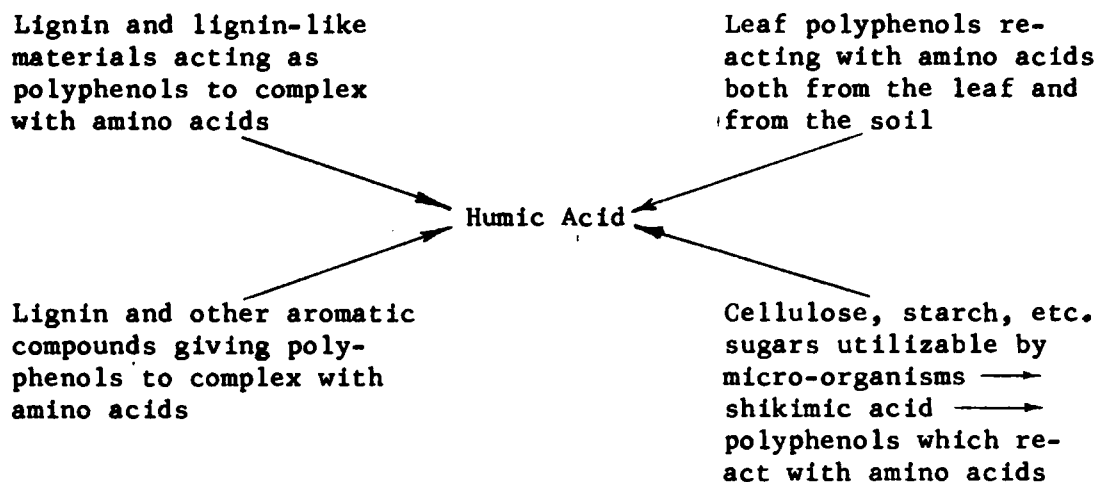 Lignin and lignin-like
materials acting as
polyphenols to complex
with amino acids
Leaf polyphenols re-
acting with amino acids
both from the leaf and
from the soil
Humic Acid
Lignin and other aromatic
compounds giving poly-
phenols to complex with
amino acids
Cellulose, starch, etc.
sugars utilizable by
micro-organisms →
shikimic acid →
polyphenols which re-
act with amino acids